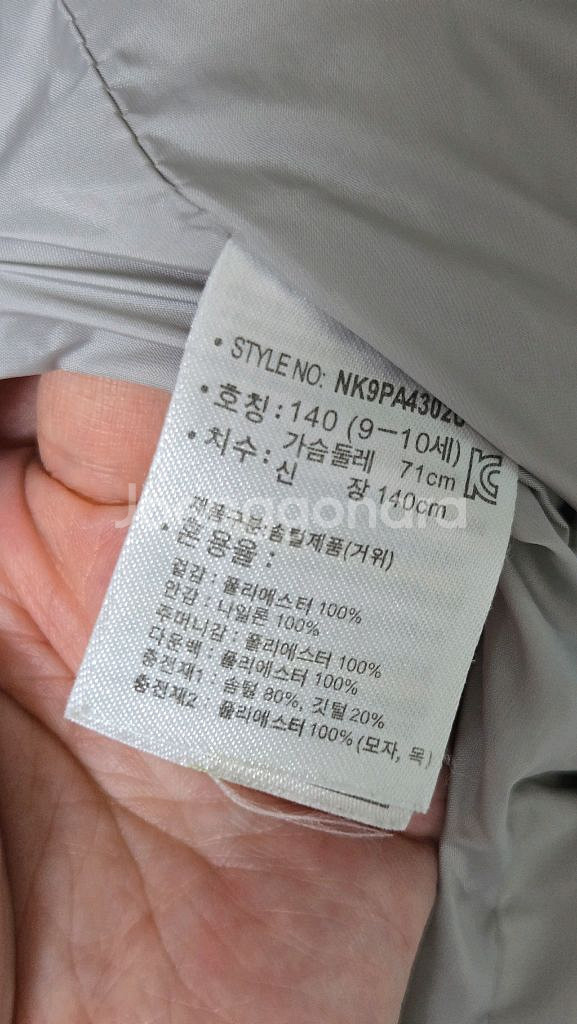 • STYLE NO: NK9PA4302
• 호칭 : 140 (9-10세)
• 치수 : 가슴둘레 71cm
신 장 140cm
Joonggonara
제품구분:솜털제품(거위)
• 혼용율 :
겉감 : 폴리에스터 100%
안감 : 나일론 100%
주머니감 : 폴리에스터 100%
다운백 : 폴리에스터 100%
충전재1 : 솜털 80%, 깃털 20%
충전재2 : 폴리에스터 100% (모자, 목)